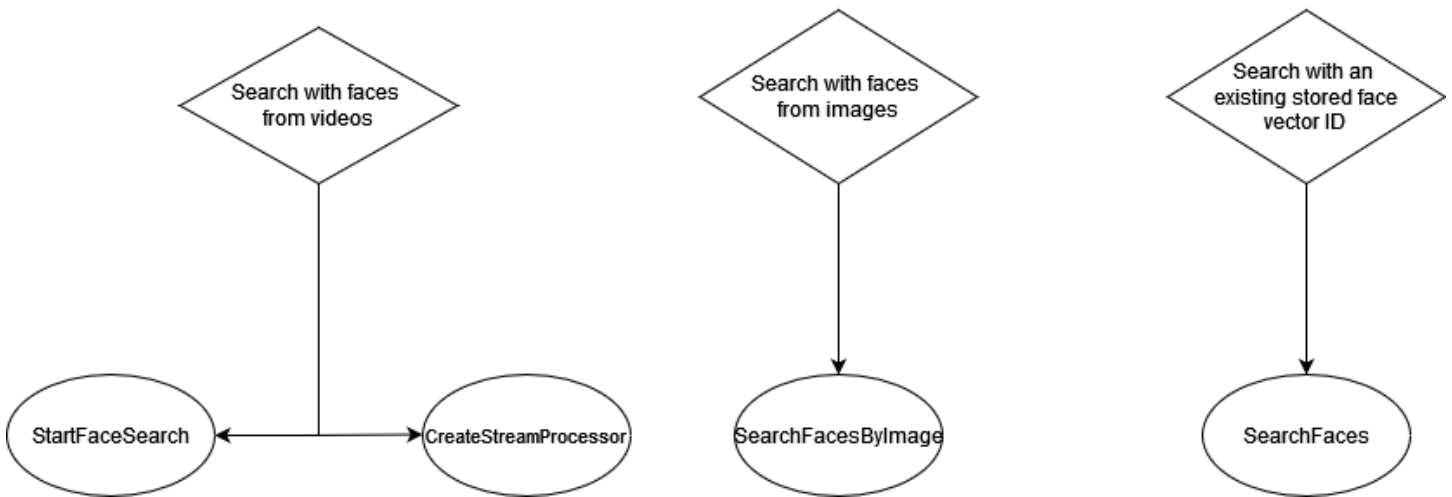 Search with faces
from videos
Search with faces
from images
Search with an
existing stored face
vector ID
StartFaceSearch
CreateStreamProcessor
SearchFacesByImage
SearchFaces